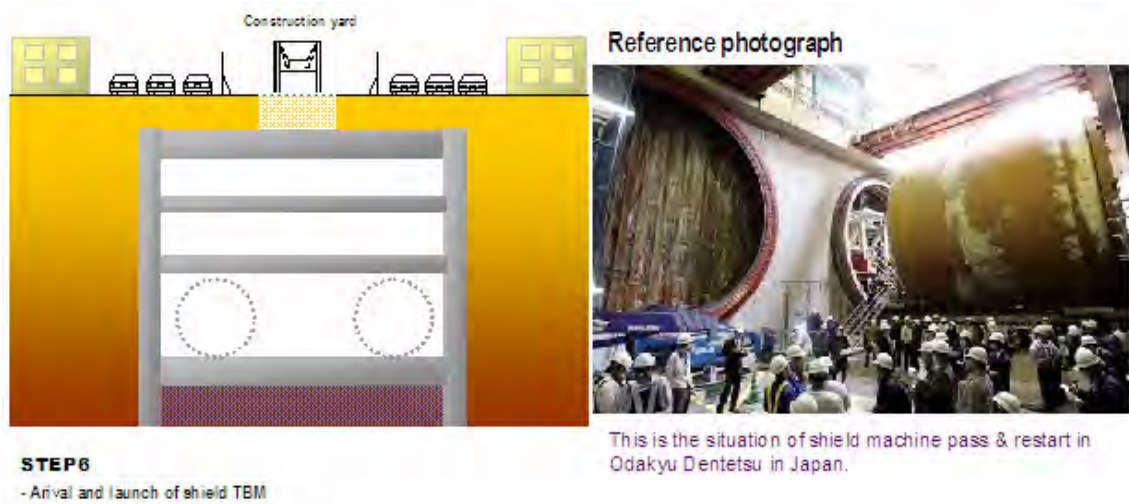 Construction yard
Reference photograph
This is the situation of shield machine pass & restart in
Odakyu Dentetsu in Japan.
STEP6
- Arival and launch of shield TBM